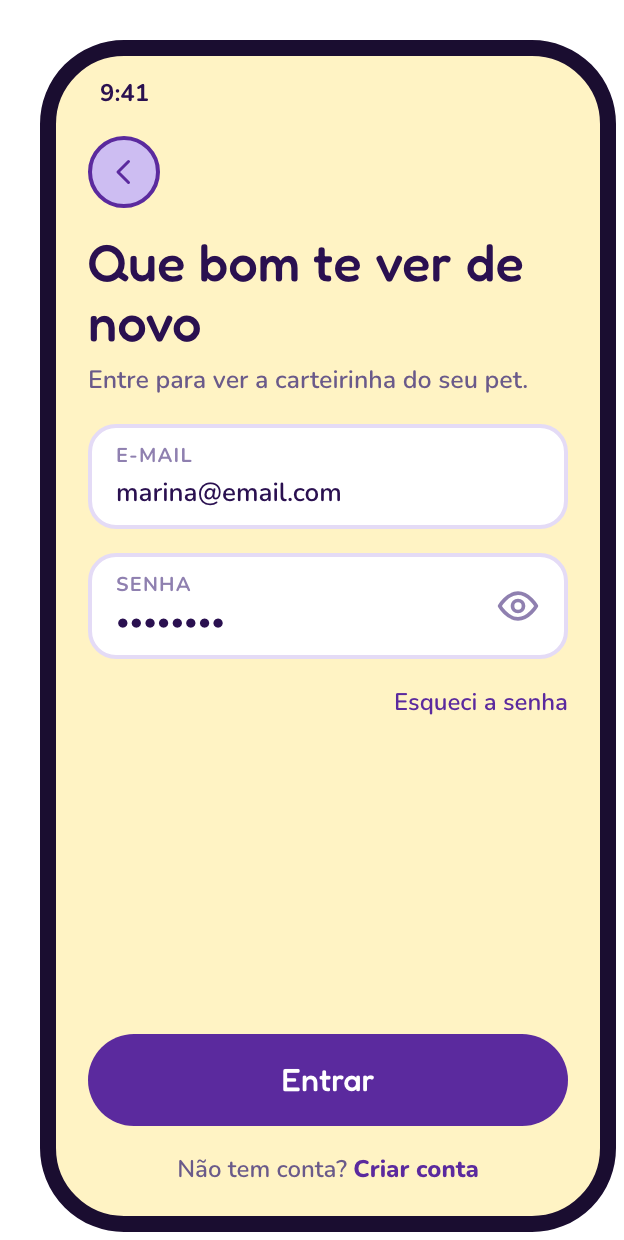 9:41
Que bom te ver de
novo
Entre para ver a carteirinha do seu pet.
E-MAIL
marina@email.com
SENHA
••••••••
Esqueci a senha
Entrar
Não tem conta? Criar conta